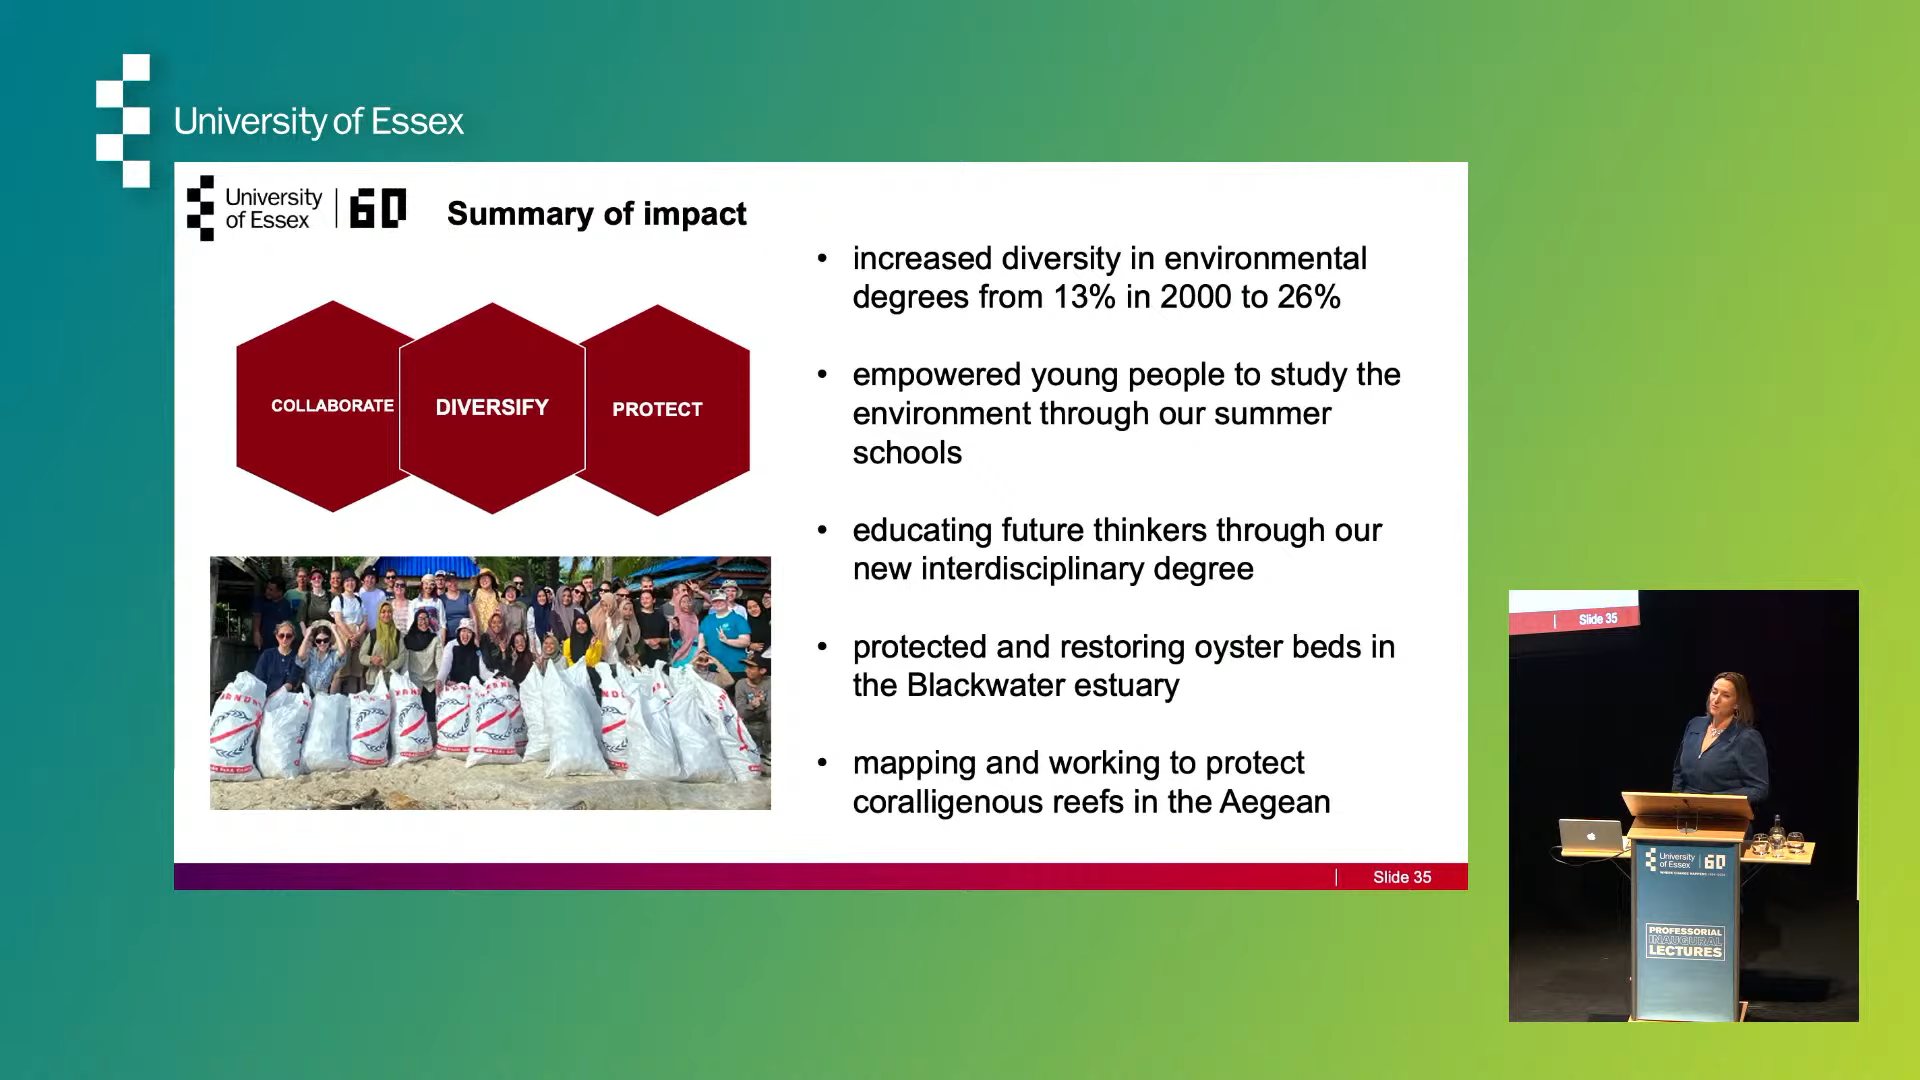 University of Essex
University
of Essex
60
Summary of impact
COLLABORATE
DIVERSIFY
PROTECT
• increased diversity in environmental
degrees from 13% in 2000 to 26%
• empowered young people to study the
environment through our summer
schools
• educating future thinkers through our
new interdisciplinary degree
• protected and restoring oyster beds in
the Blackwater estuary
• mapping and working to protect
coralligenous reefs in the Aegean
Slide 35
Slide 35
University
of Essex
60
PROFESSORIAL
INAUGURAL
LECTURES